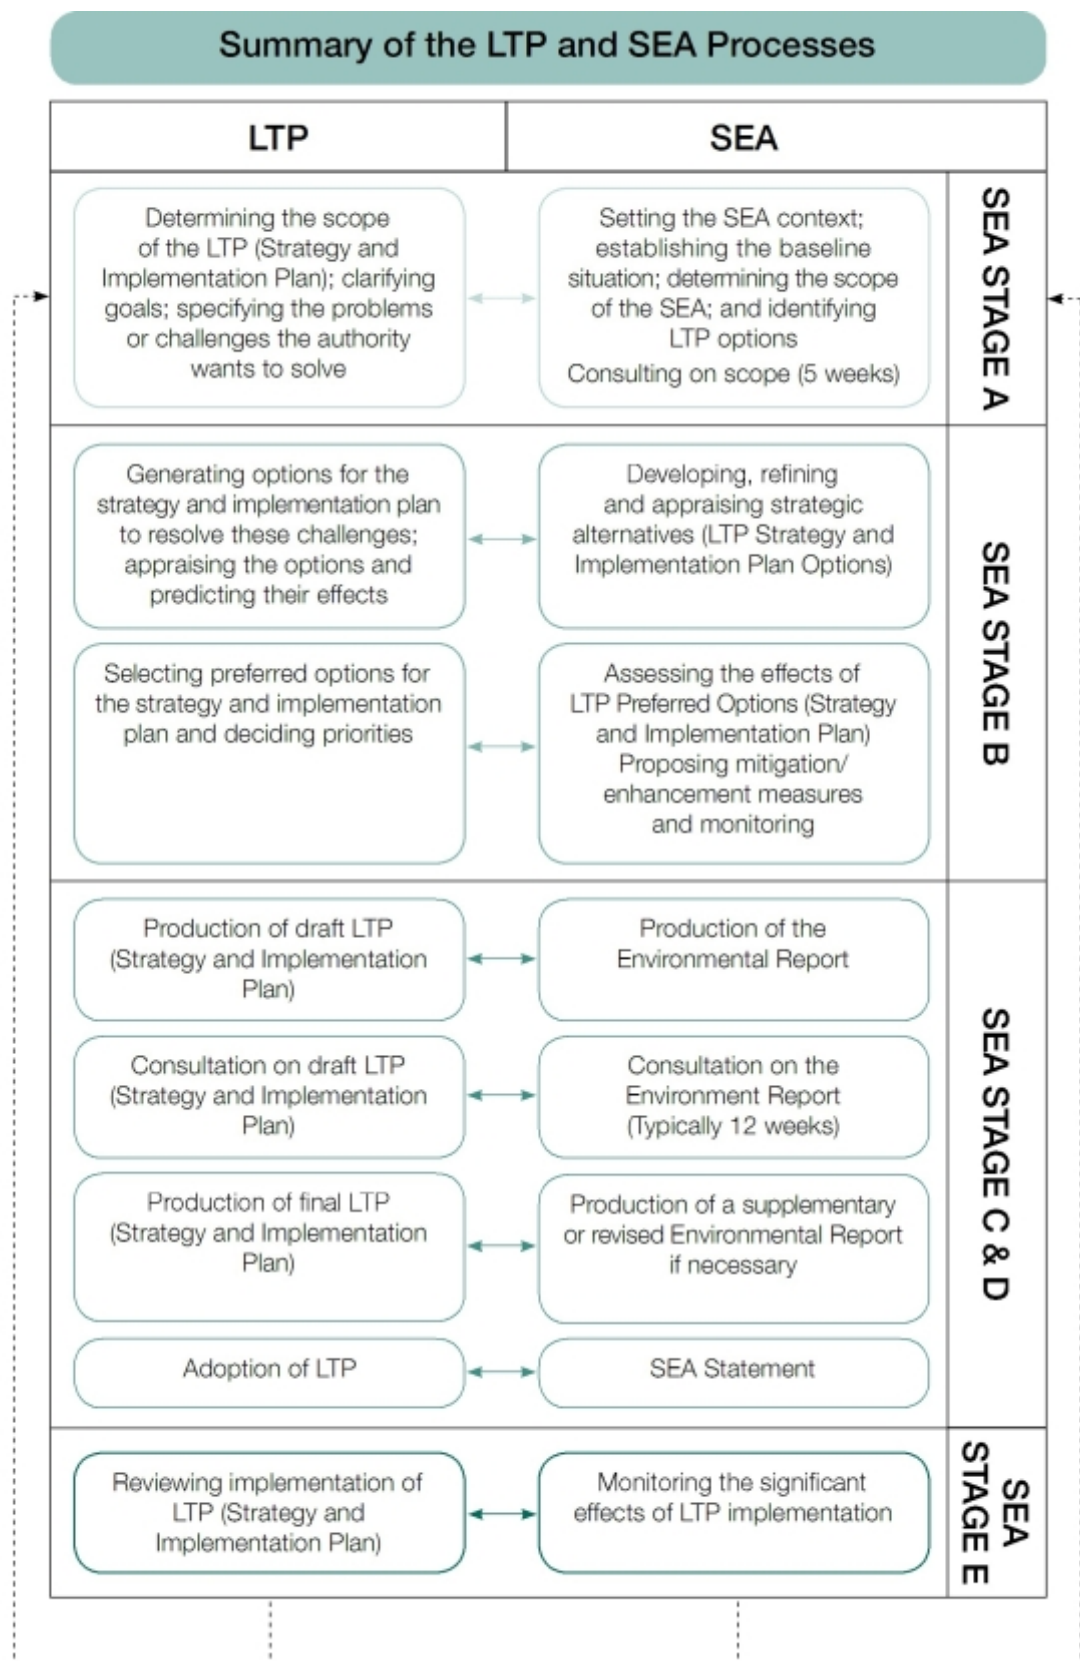 Summary of the LTP and SEA Processes
LTP
SEA
Determining the scope
of the LTP (Strategy and
Implementation Plan); clarifying
goals; specifying the problems
or challenges the authority
wants to solve
Setting the SEA context;
establishing the baseline
situation; determining the scope
of the SEA; and identifying
LTP options
Consulting on scope (5 weeks)
SEA STAGE A
Generating options for the
strategy and implementation plan
to resolve these challenges;
appraising the options and
predicting their effects
Developing, refining
and appraising strategic
alternatives (LTP Strategy and
Implementation Plan Options)
Selecting preferred options for
the strategy and implementation
plan and deciding priorities
Assessing the effects of
LTP Preferred Options (Strategy
and Implementation Plan)
Proposing mitigation/
enhancement measures
and monitoring
SEA STAGE B
Production of draft LTP
(Strategy and Implementation
Plan)
Production of the
Environmental Report
Consultation on draft LTP
(Strategy and Implementation
Plan)
Consultation on the
Environment Report
(Typically 12 weeks)
Production of final LTP
(Strategy and Implementation
Plan)
Production of a supplementary
or revised Environmental Report
if necessary
Adoption of LTP
SEA Statement
SEA STAGE C & D
Reviewing implementation of
LTP (Strategy and
Implementation Plan)
Monitoring the significant
effects of LTP implementation
SEA
STAGE E